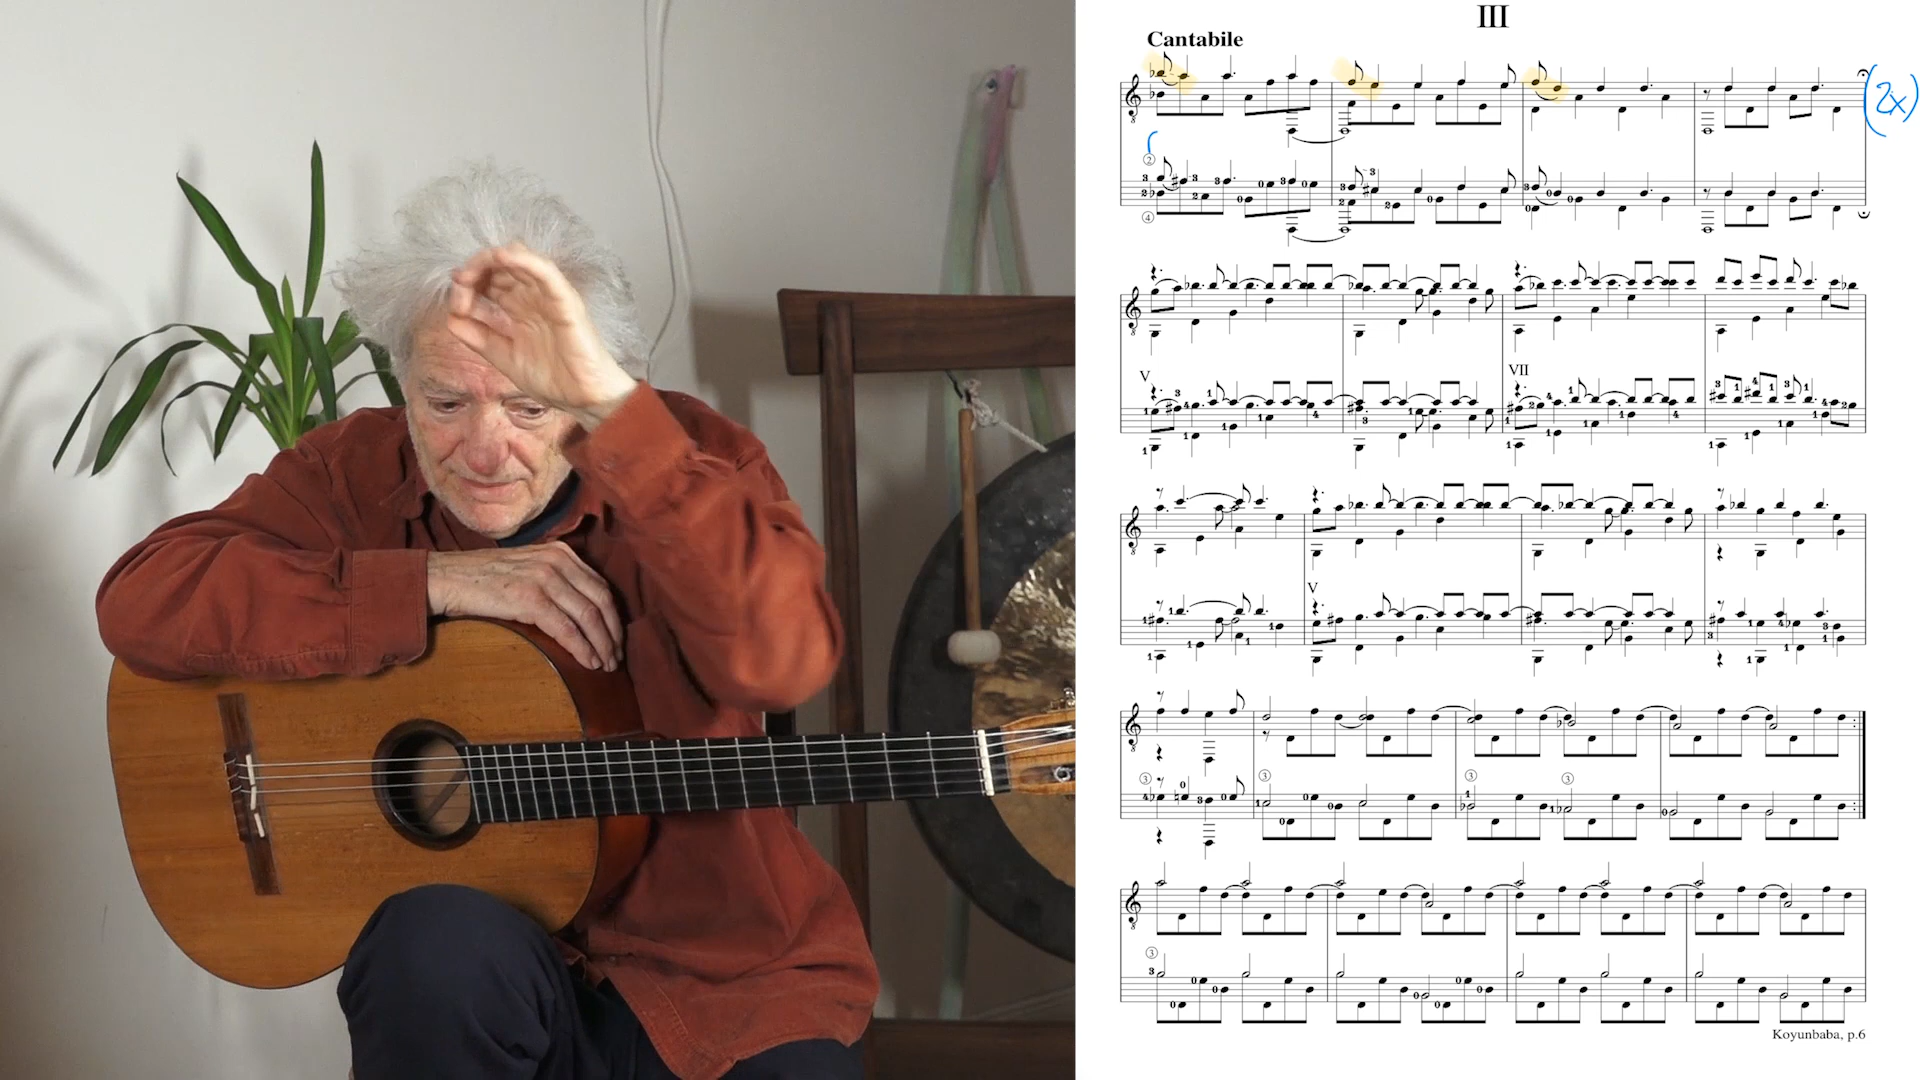 III
Cantabile
(2x)
V
VII
V
Koyunbaba, p.6